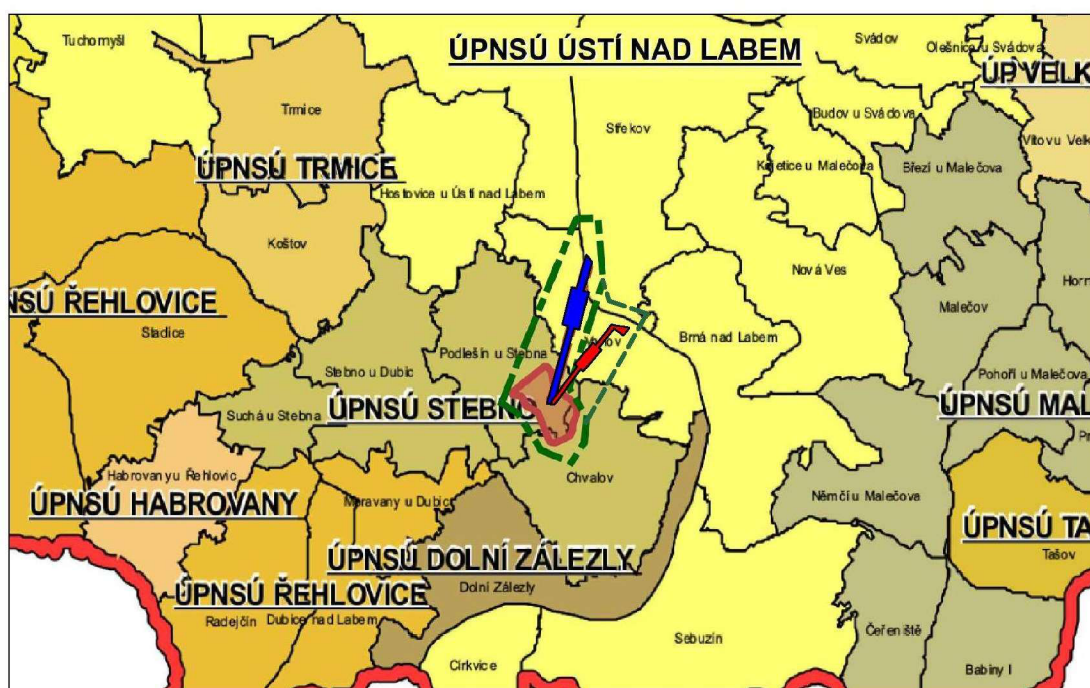 Tuchomyšl
ÚPNSÚ ÚSTÍ NAD LABEM
Svádov
Olešnice u Svádova
ÚP VELK
Trmice
Střekov
Budov u Svádova
Vítov u Velk
ÚPNSÚ TRMICE
Hostovice u Ústí nad Labem
Kojetice u Malečova
Březí u Malečova
Koštov
Nová Ves
Malečov
Horn
NSÚ ŘEHLOVICE
Stadice
Podlešín u Stebna
Brná nad Labem
Stebno u Dubic
Pohoří u Malečova
Suchá u Stebna
ÚPNSÚ STEBNO
ÚPNSÚ MAL
Habrovany u Řehlovic
Chvalov
ÚPNSÚ HABROVANY
Moravany u Dubic
Němčí u Malečova
ÚPNSÚ TA
Tašov
ÚPNSÚ DOLNÍ ZÁLEZLY
Dolní Zálezly
ÚPNSÚ ŘEHLOVICE
Radejčín
Dubice nad Labem
Sebuzín
Čeřeniště
Církvice
Babiny I